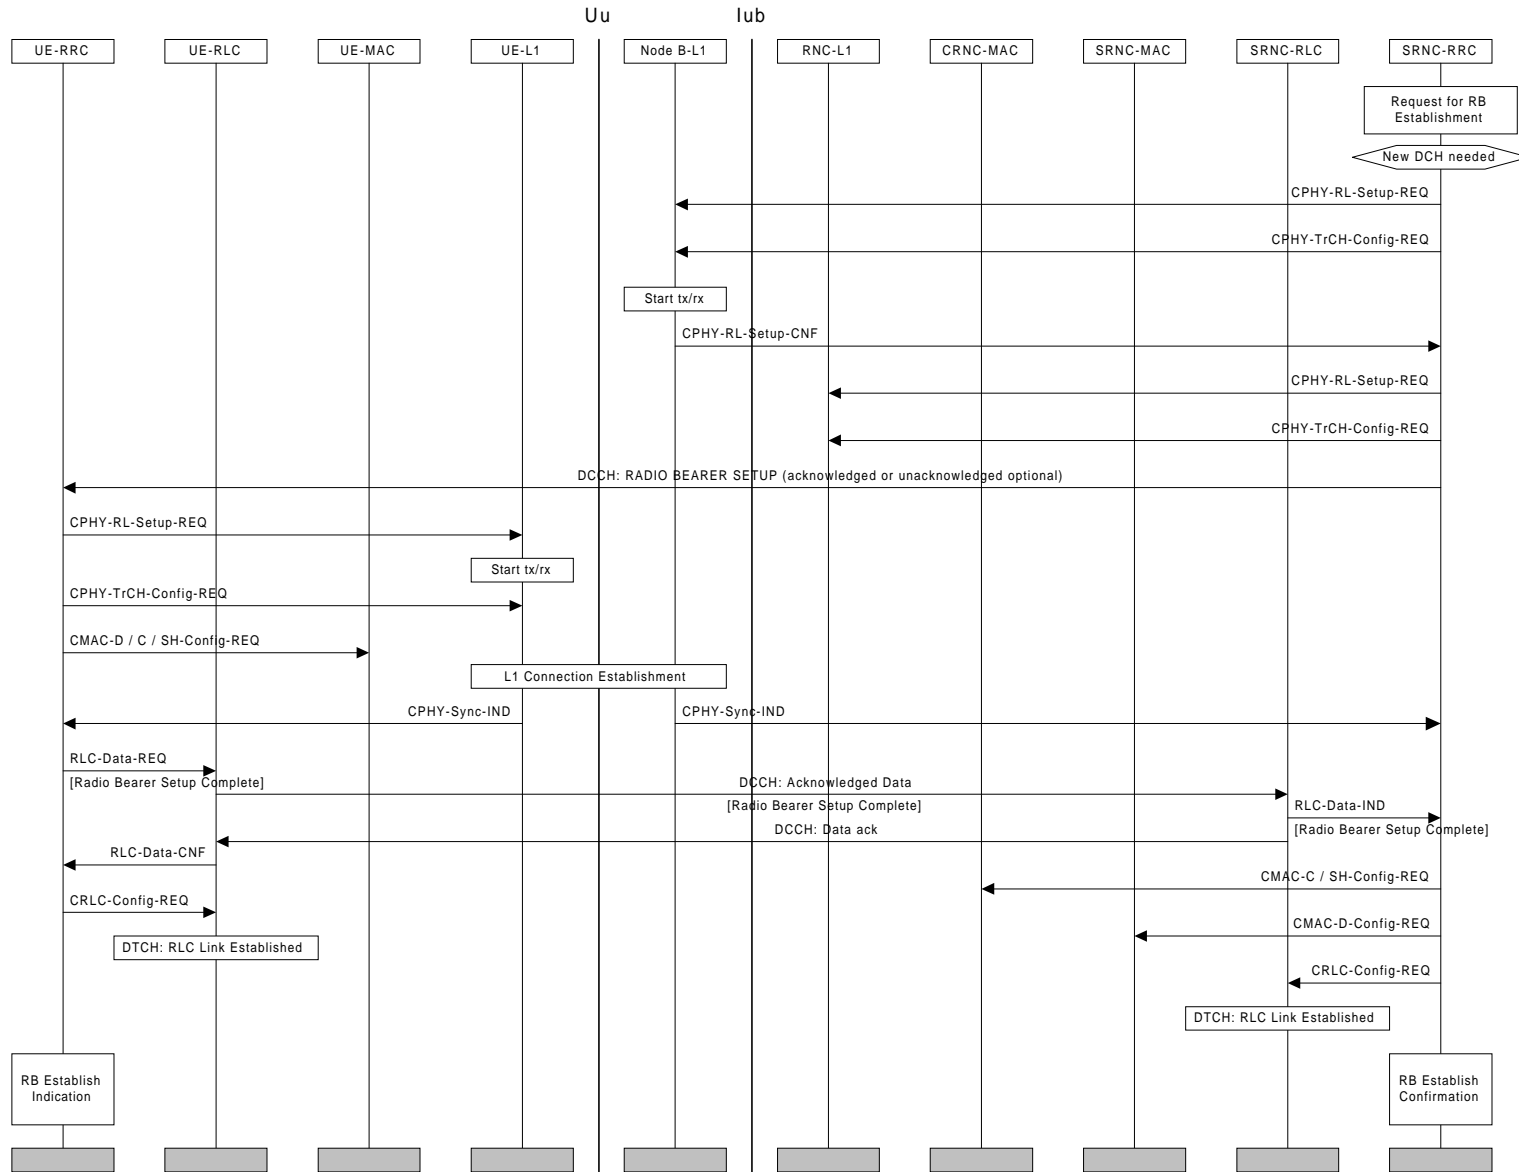 Uu
Iub
UE-RRC
UE-RLC
UE-MAC
UE-L1
Node B-L1
RNC-L1
CRNC-MAC
SRNC-MAC
SRNC-RLC
SRNC-RRC
Request for RB
Establishment
New DCH needed
CPHY-RL-Setup-REQ
CPHY-TrCH-Config-REQ
Start tx/rx
CPHY-RL-Setup-CNF
CPHY-RL-Setup-REQ
CPHY-TrCH-Config-REQ
DCCH: RADIO BEARER SETUP (acknowledged or unacknowledged optional)
CPHY-RL-Setup-REQ
Start tx/rx
CPHY-TrCH-Config-REQ
CMAC-D / C / SH-Config-REQ
L1 Connection Establishment
CPHY-Sync-IND
CPHY-Sync-IND
RLC-Data-REQ
[Radio Bearer Setup Complete]
DCCH: Acknowledged Data
[Radio Bearer Setup Complete]
RLC-Data-IND
[Radio Bearer Setup Complete]
DCCH: Data ack
RLC-Data-CNF
CMAC-C / SH-Config-REQ
CRLC-Config-REQ
CMAC-D-Config-REQ
DTCH: RLC Link Established
CRLC-Config-REQ
DTCH: RLC Link Established
RB Establish
Indication
RB Establish
Confirmation